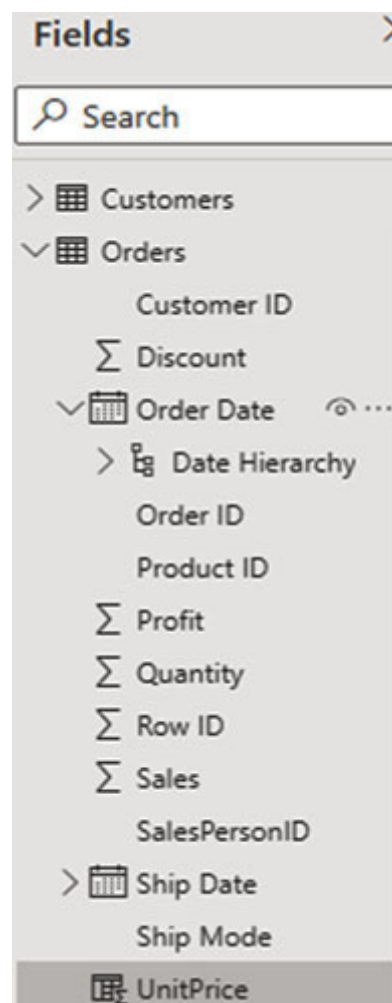 Fields
Search
Customers
Orders
Customer ID
Discount
Order Date
Date Hierarchy
Order ID
Product ID
Profit
Quantity
Row ID
Sales
SalesPersonID
Ship Date
Ship Mode
UnitPrice